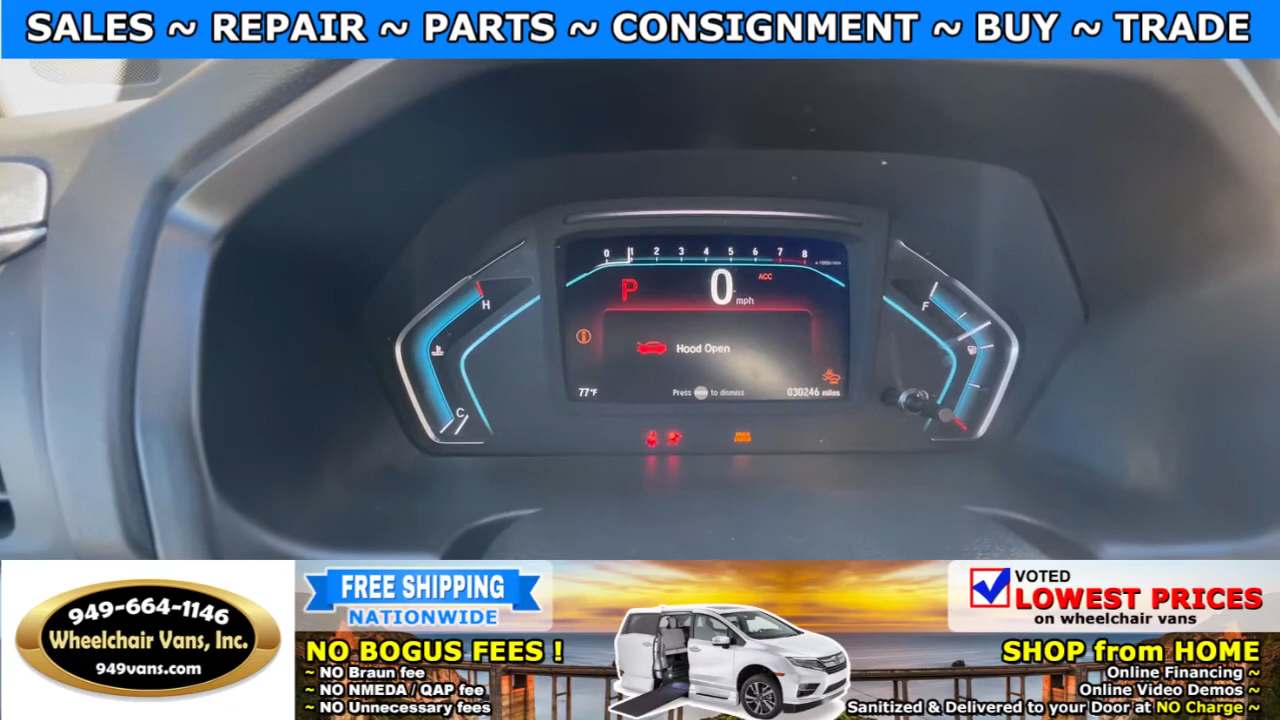 SALES ~ REPAIR ~ PARTS ~ CONSIGNMENT ~ BUY ~ TRADE
0 1 2 3 4 5 6 7 8
P 0 mph ACC
H
F
Hood Open
C
77°F Press to dismiss 030246 miles
949-664-1146
Wheelchair Vans, Inc.
949vans.com
FREE SHIPPING
NATIONWIDE
NO BOGUS FEES !
~ NO Braun fee
~ NO NMEDA / QAP fee
~ NO Unnecessary fees
VOTED
LOWEST PRICES
on wheelchair vans
SHOP from HOME
Online Financing ~
Online Video Demos ~
Sanitized & Delivered to your Door at NO Charge ~